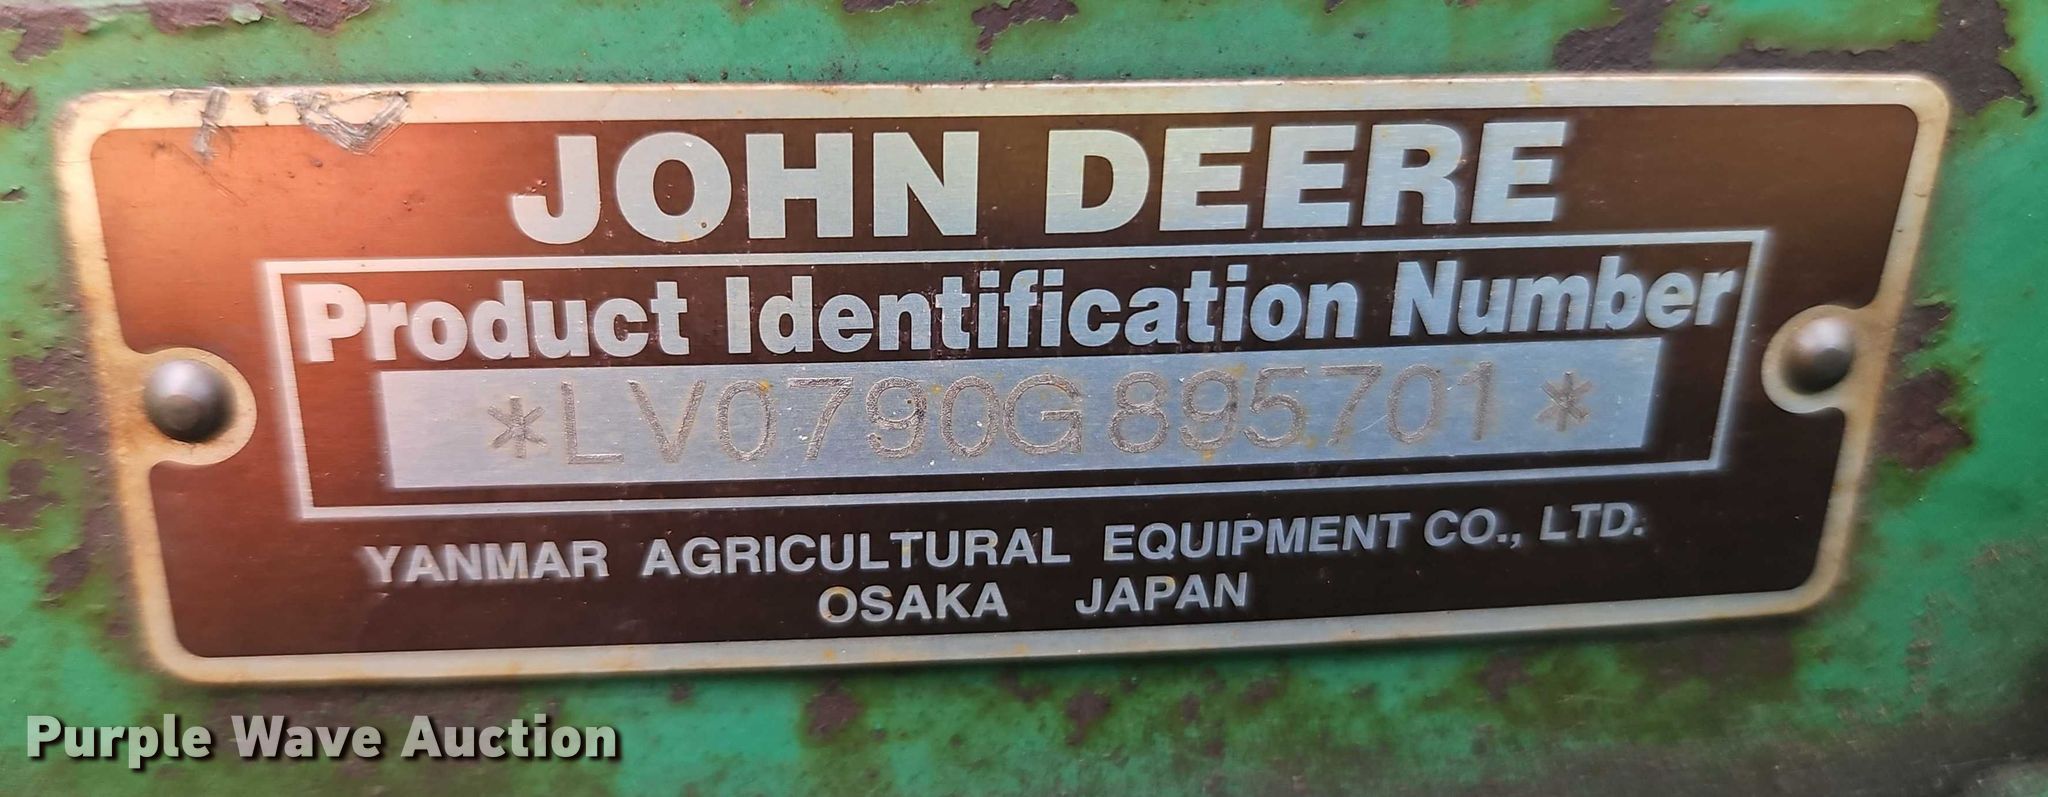 JOHN DEERE
Product Identification Number
*LV0790G895701*
YANMAR AGRICULTURAL EQUIPMENT CO., LTD.
OSAKA JAPAN
Purple Wave Auction